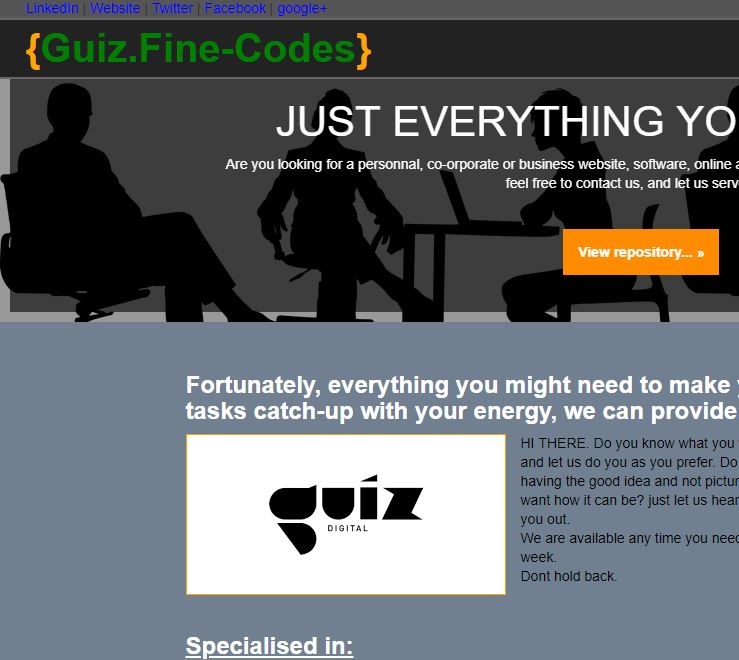 LinkedIn | Website | Twitter | Facebook | google+
{Guiz.Fine-Codes}
JUST EVERYTHING YO
Are you looking for a personnal, co-orporate or business website, software, online a
feel free to contact us, and let us serv
View repository... »
Fortunately, everything you might need to make
tasks catch-up with your energy, we can provide
guiz
DIGITAL
HI THERE. Do you know what you
and let us do you as you prefer. Do
having the good idea and not pictur
want how it can be? just let us hear
you out.
We are available any time you need
week.
Dont hold back.
Specialised in: